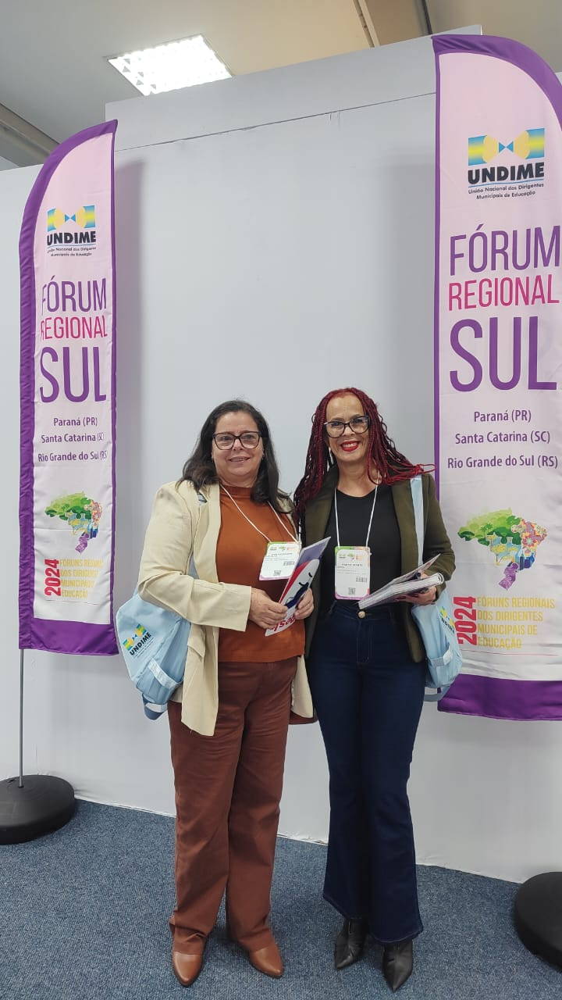 UNDIME
União Nacional dos Dirigentes
Municipais de Educação
FÓRUM
REGIONAL
SUL
Paraná (PR)
Santa Catarina (SC)
Rio Grande do Sul (RS)
2024
FÓRUNS REGIONAIS
DOS DIRIGENTES
MUNICIPAIS DE
EDUCAÇÃO
UNDIME
União Nacional dos Dirigentes
Municipais de Educação
FÓRUM
REGIONAL
SUL
Paraná (PR)
Santa Catarina (SC)
Rio Grande do Sul (RS)
2024
FÓRUNS REGIONAIS
DOS DIRIGENTES
MUNICIPAIS DE
EDUCAÇÃO
UNDIME